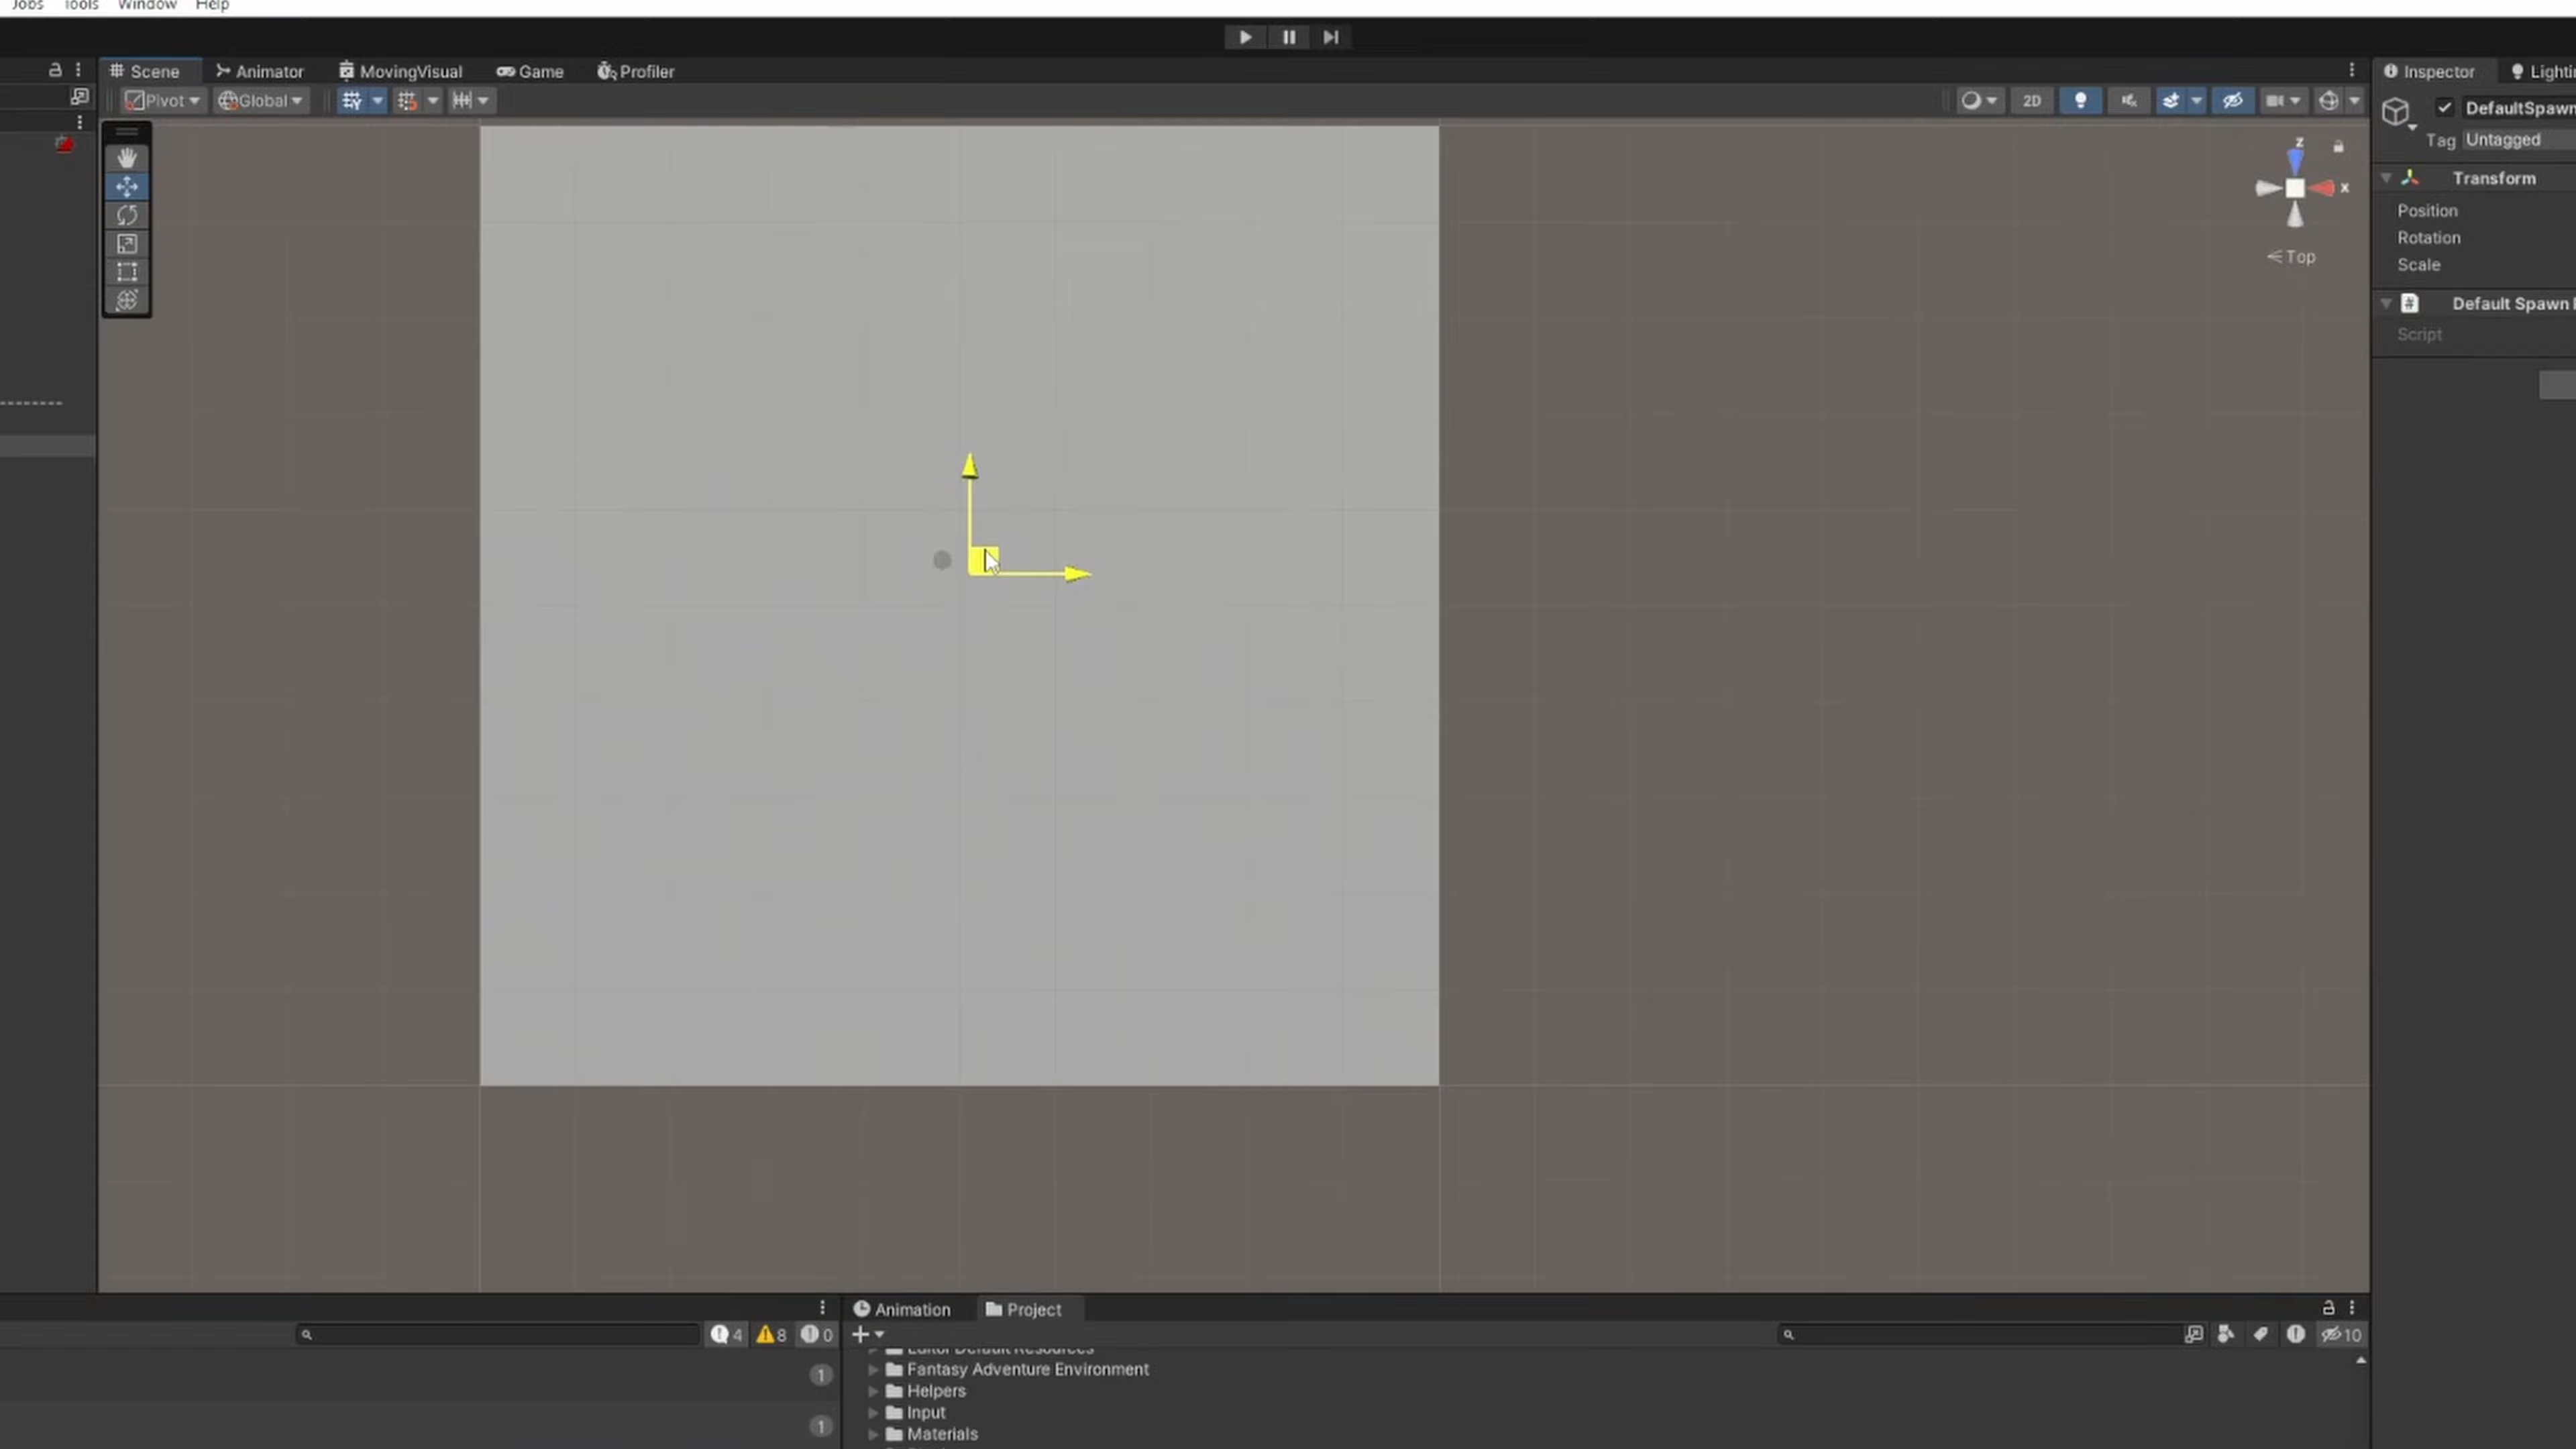 Jobs Tools Window Help
Scene Animator MovingVisual Game Profiler
Inspector
Pivot Global
2D
DefaultSpawn
Tag Untagged
z
x
Top
Transform
Position
Rotation
Scale
Default Spawn
Script
Animation Project
4 8 0
10
Editor Default Resources
1
Fantasy Adventure Environment
Helpers
Input
1
Materials